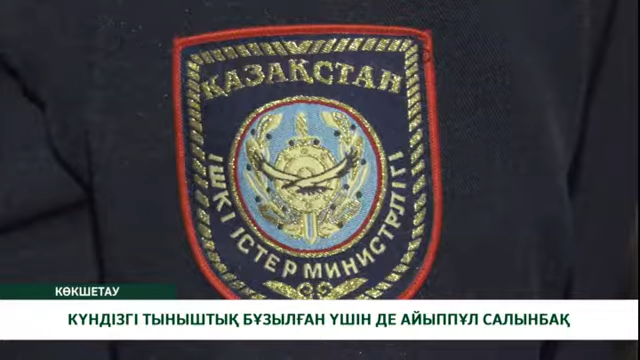 ҚАЗАҚСТАН
ІШКІ ІСТЕР МИНИСТРЛІГІ
КӨКШЕТАУ
КҮНДІЗГІ ТЫНЫШТЫҚ БҰЗЫЛҒАН ҮШІН ДЕ АЙЫППҰЛ САЛЫНБАҚ